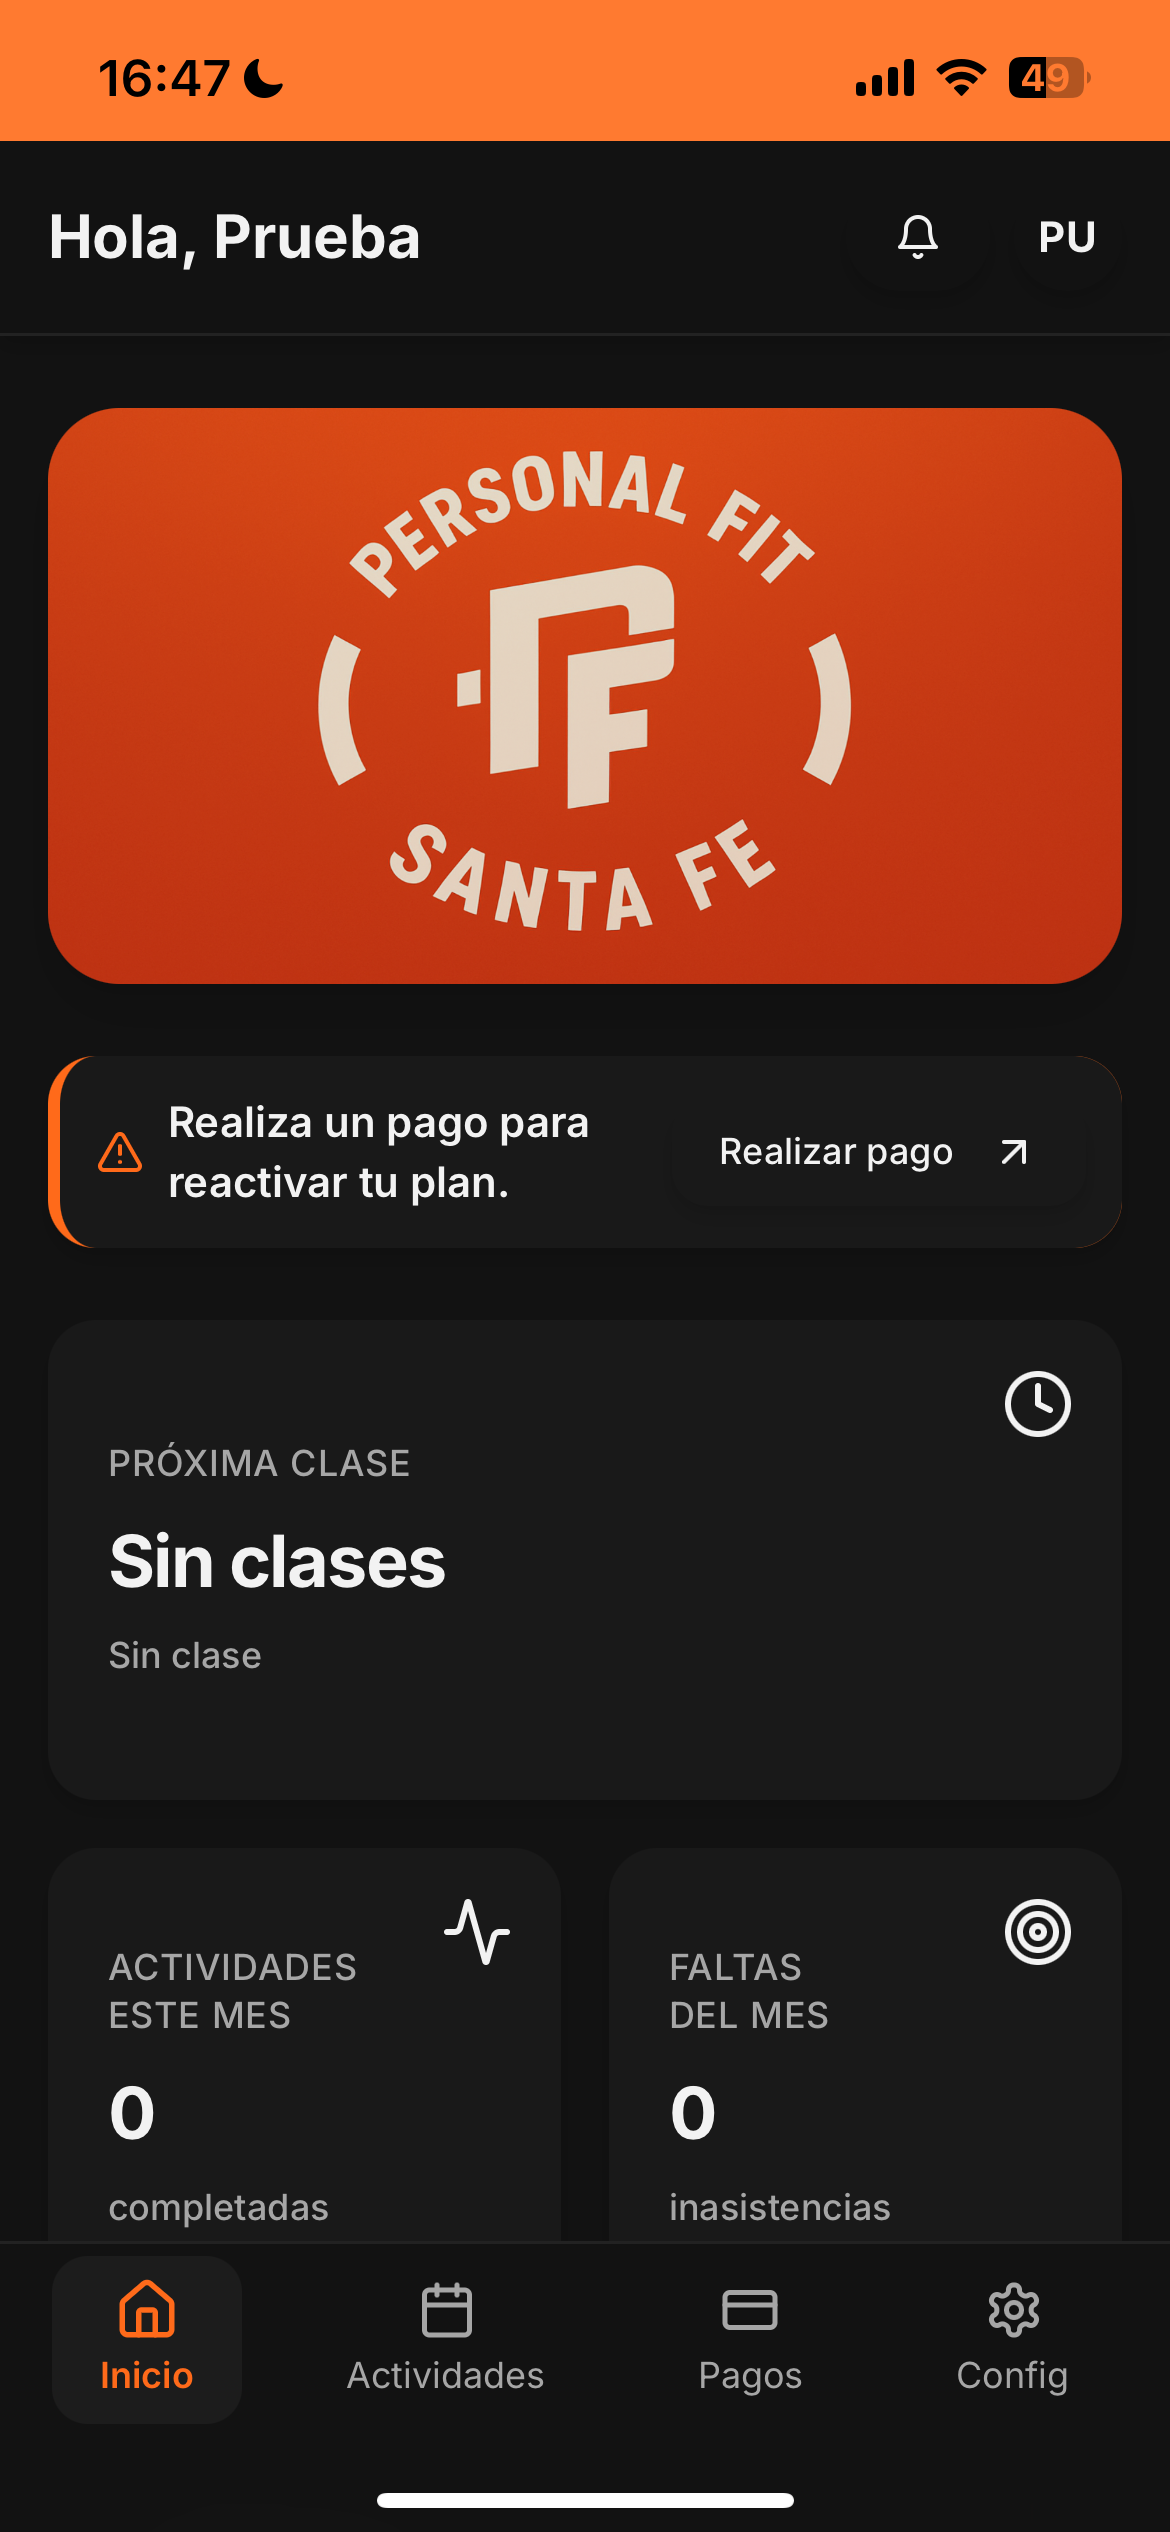 16:47
49
Hola, Prueba
PU
PERSONAL FIT
PF
SANTA FE
Realiza un pago para
reactivar tu plan.
Realizar pago
PRÓXIMA CLASE
Sin clases
Sin clase
ACTIVIDADES
ESTE MES
0
completadas
FALTAS
DEL MES
0
inasistencias
Inicio
Actividades
Pagos
Config